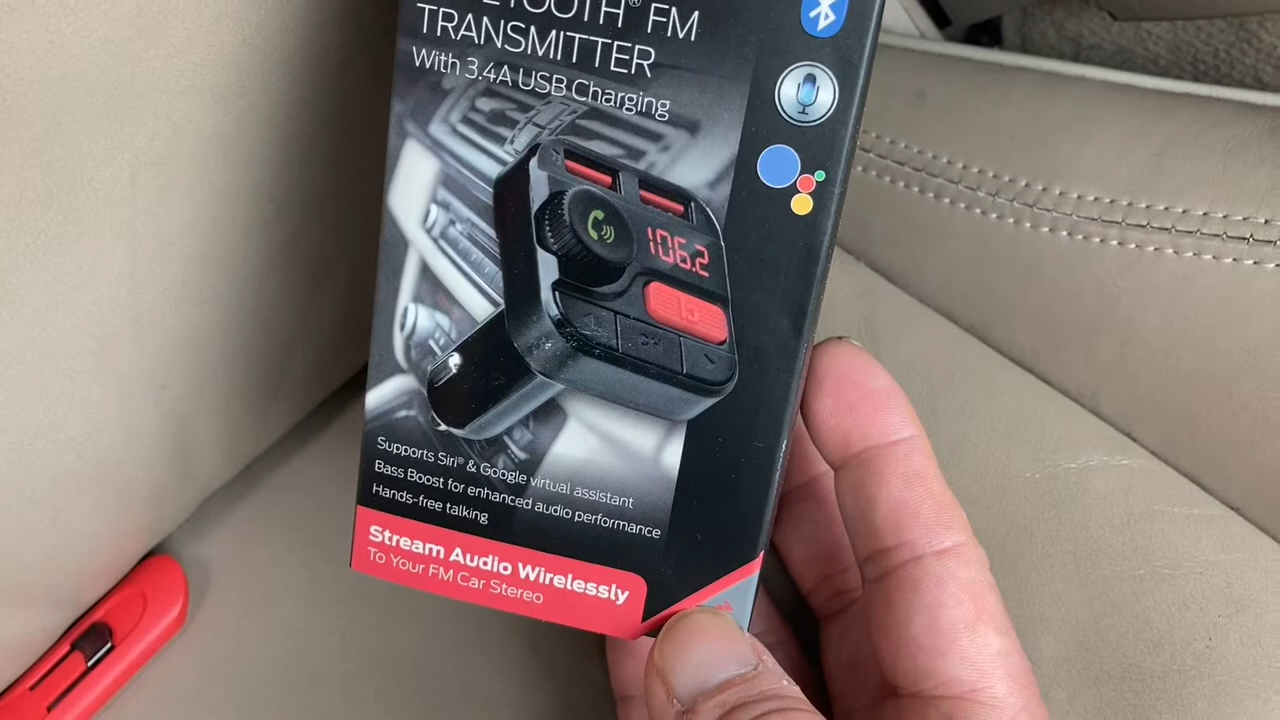 FM
TRANSMITTER
With 3.4A USB Charging
106.2
CH
Supports Siri® & Google virtual assistant
Bass Boost for enhanced audio performance
Hands-free talking
Stream Audio Wirelessly
To Your FM Car Stereo